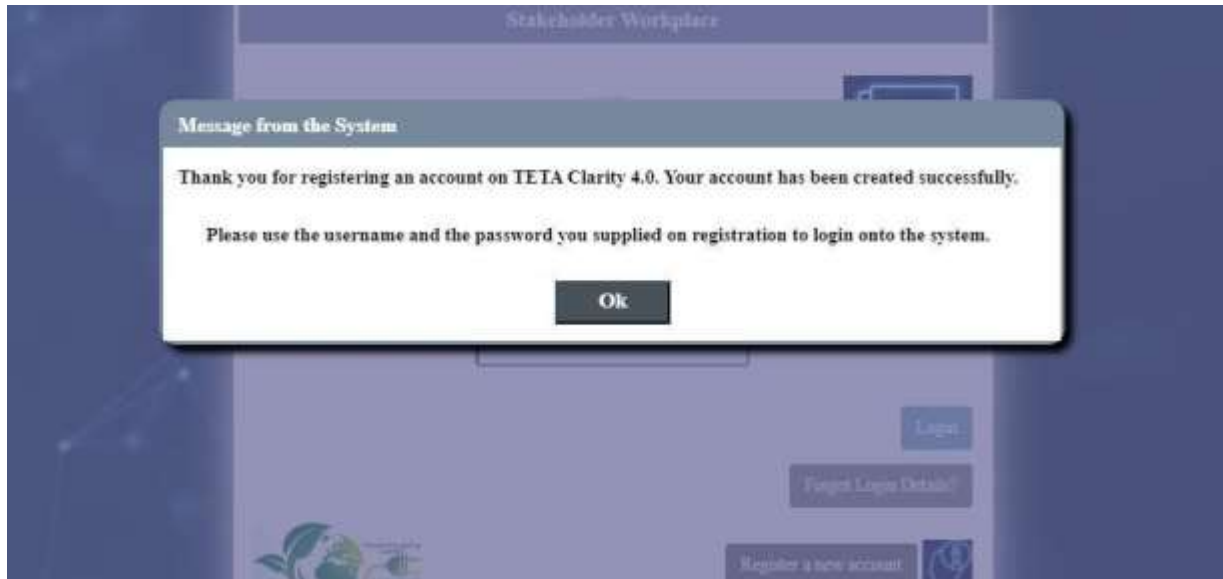 Stakeholder Workplace
Message from the System
Thank you for registering an account on TETA Clarity 4.0. Your account has been created successfully.
Please use the username and the password you supplied on registration to login onto the system.
Ok
Login
Forgot Login Details?
Register a new account